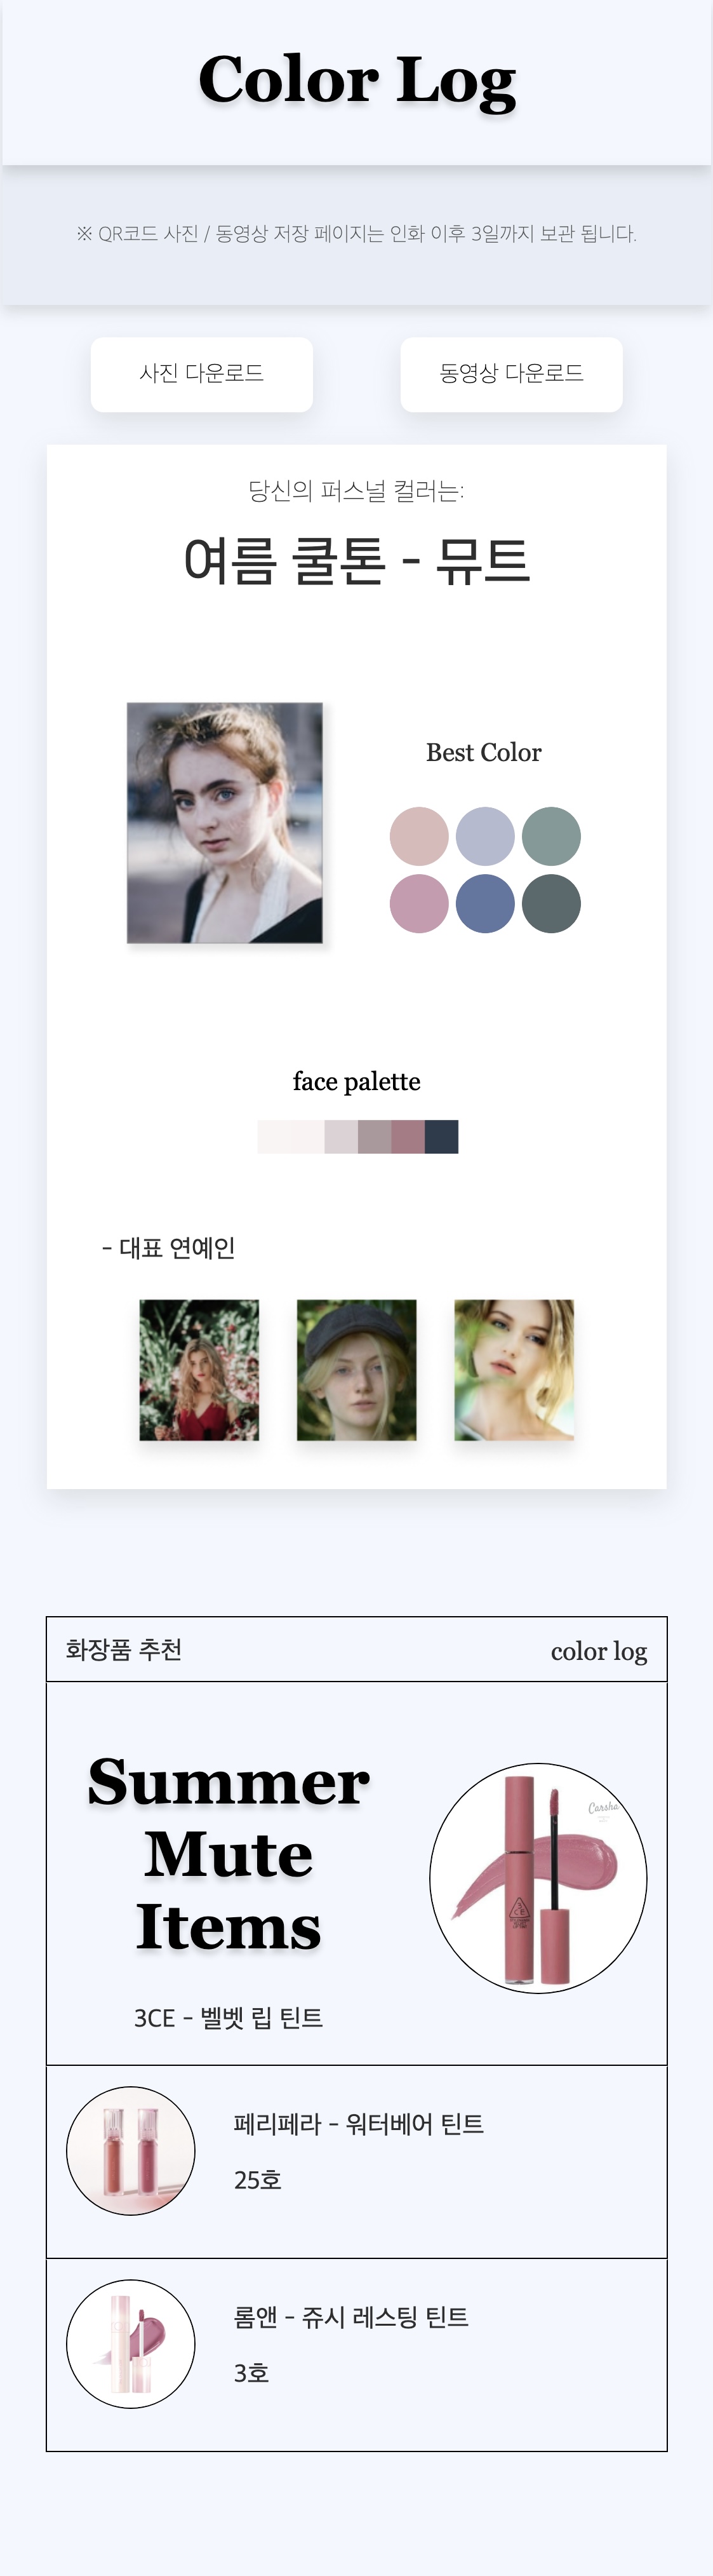 Color Log
※ QR코드 사진 / 동영상 저장 페이지는 인화 이후 3일까지 보관 됩니다.
사진 다운로드
동영상 다운로드
당신의 퍼스널 컬러는:
여름 쿨톤 - 뮤트
Best Color
face palette
- 대표 연예인
화장품 추천
color log
Summer
Mute
Items
Carsha
3CE
3CE - 벨벳 립 틴트
페리페라 - 워터베어 틴트
25호
롬앤 - 쥬시 레스팅 틴트
3호